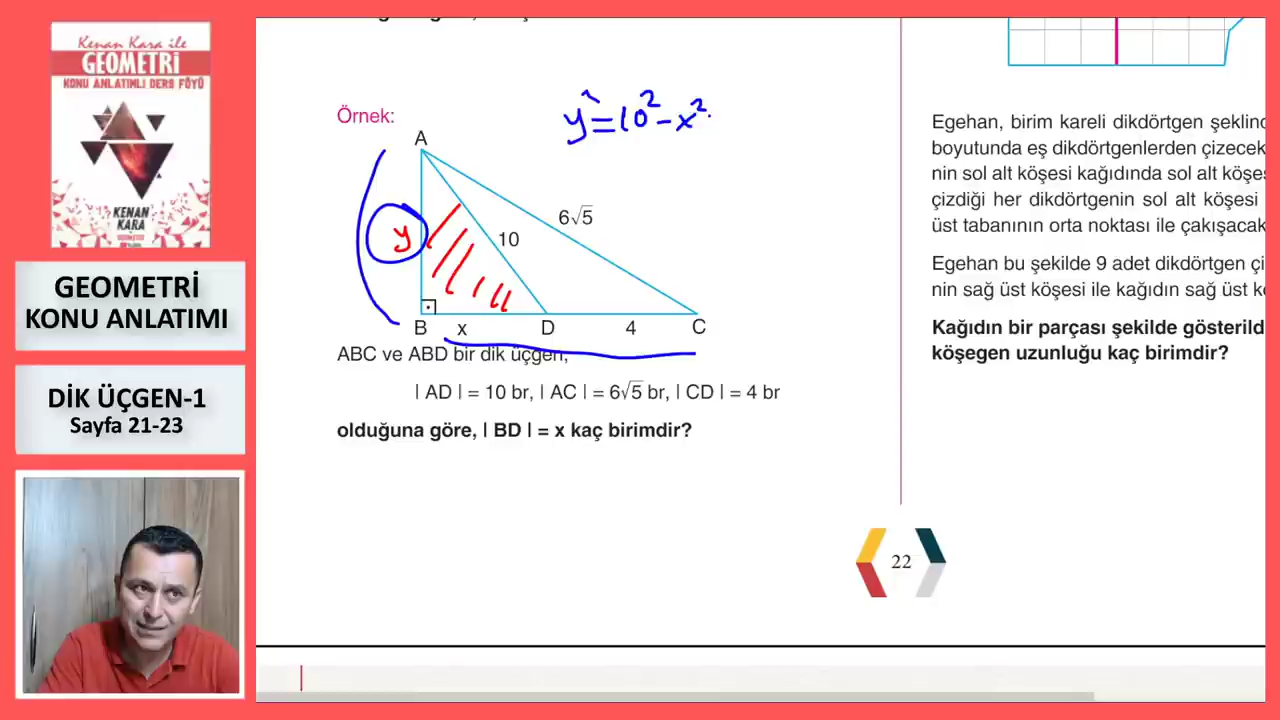 Kenan Kara ile
GEOMETRİ
KONU ANLATIMLI DERS FÖYÜ
KENAN
KARA
GEOMETRİ
KONU ANLATIMI
DİK ÜÇGEN-1
Sayfa 21-23
Örnek:
y² = 10² - x²
A
6√5
y
10
B
x
D
4
C
ABC ve ABD bir dik üçgen,
| AD | = 10 br, | AC | = 6√5 br, | CD | = 4 br
olduğuna göre, | BD | = x kaç birimdir?
22
Egehan, birim kareli dikdörtgen şeklind
boyutunda eş dikdörtgenlerden çizecek
nin sol alt köşesi kağıdında sol alt köşe
çizdiği her dikdörtgenin sol alt köşesi
üst tabanının orta noktası ile çakışacak
Egehan bu şekilde 9 adet dikdörtgen çi
nin sağ üst köşesi ile kağıdın sağ üst k
Kağıdın bir parçası şekilde gösterild
köşegen uzunluğu kaç birimdir?